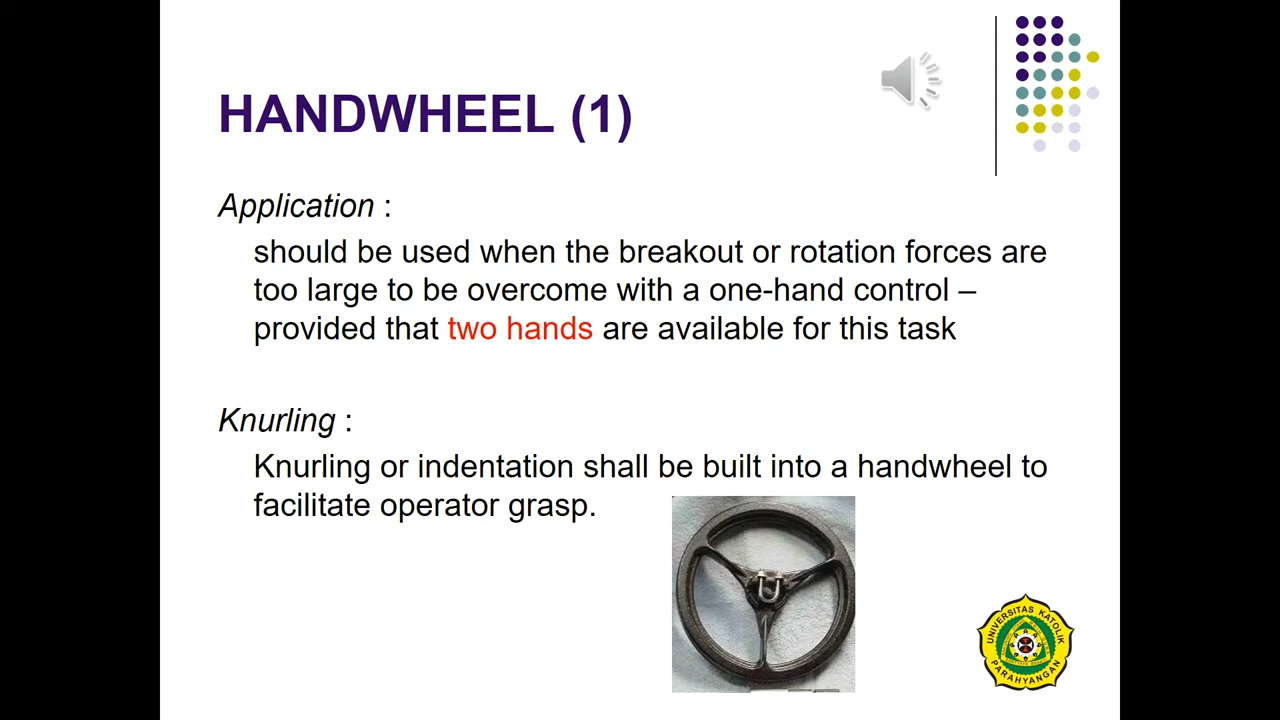 HANDWHEEL (1)
Application :
should be used when the breakout or rotation forces are
too large to be overcome with a one-hand control –
provided that two hands are available for this task
Knurling :
Knurling or indentation shall be built into a handwheel to
facilitate operator grasp.
UNIVERSITAS KATOLIK
PARAHYANGAN